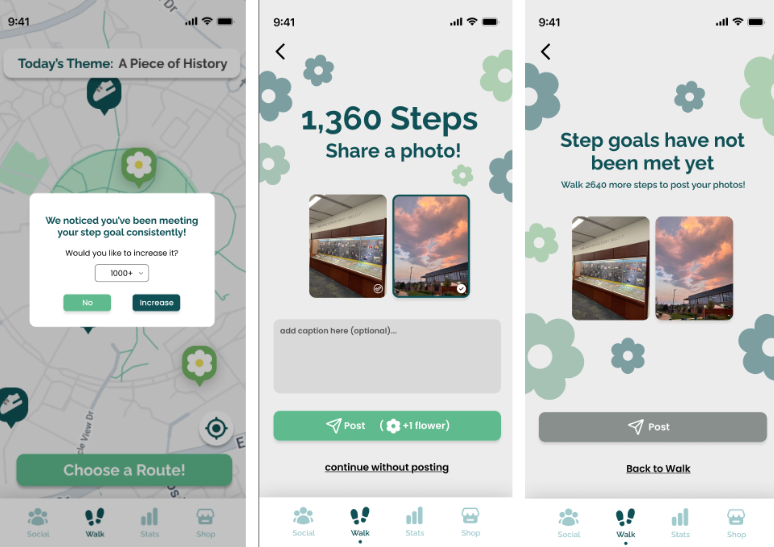 9:41
Today's Theme: A Piece of History
We noticed you've been meeting
your step goal consistently!
Would you like to increase it?
1000+
No
Increase
cle View Dr
Choose a Route!
Social
Walk
Stats
Shop
9:41
1,360 Steps
Share a photo!
add caption here (optional)...
Post (+1 flower)
continue without posting
Social
Walk
Stats
Shop
9:41
Step goals have not
been met yet
Walk 2640 more steps to post your photos!
Post
Back to Walk
Social
Walk
Stats
Shop